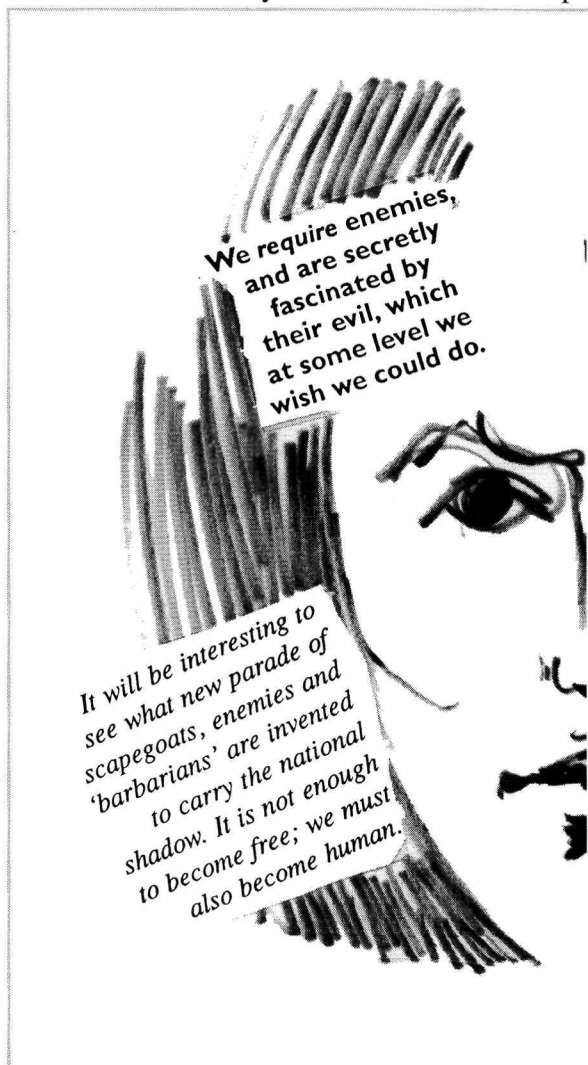 We require enemies,
and are secretly
fascinated by
their evil, which
at some level we
wish we could do.
It will be interesting to
see what new parade of
scapegoats, enemies and
‘barbarians’ are invented
to carry the national
shadow. It is not enough
to become free; we must
also become human.